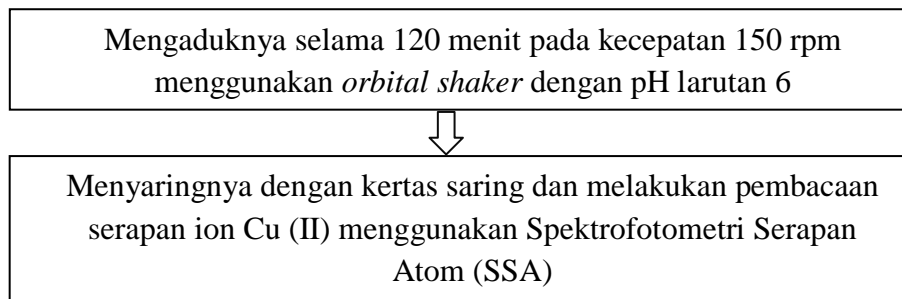 Mengaduknya selama 120 menit pada kecepatan 150 rpm
menggunakan orbital shaker dengan pH larutan 6
Menyaringnya dengan kertas saring dan melakukan pembacaan
serapan ion Cu (II) menggunakan Spektrofotometri Serapan
Atom (SSA)